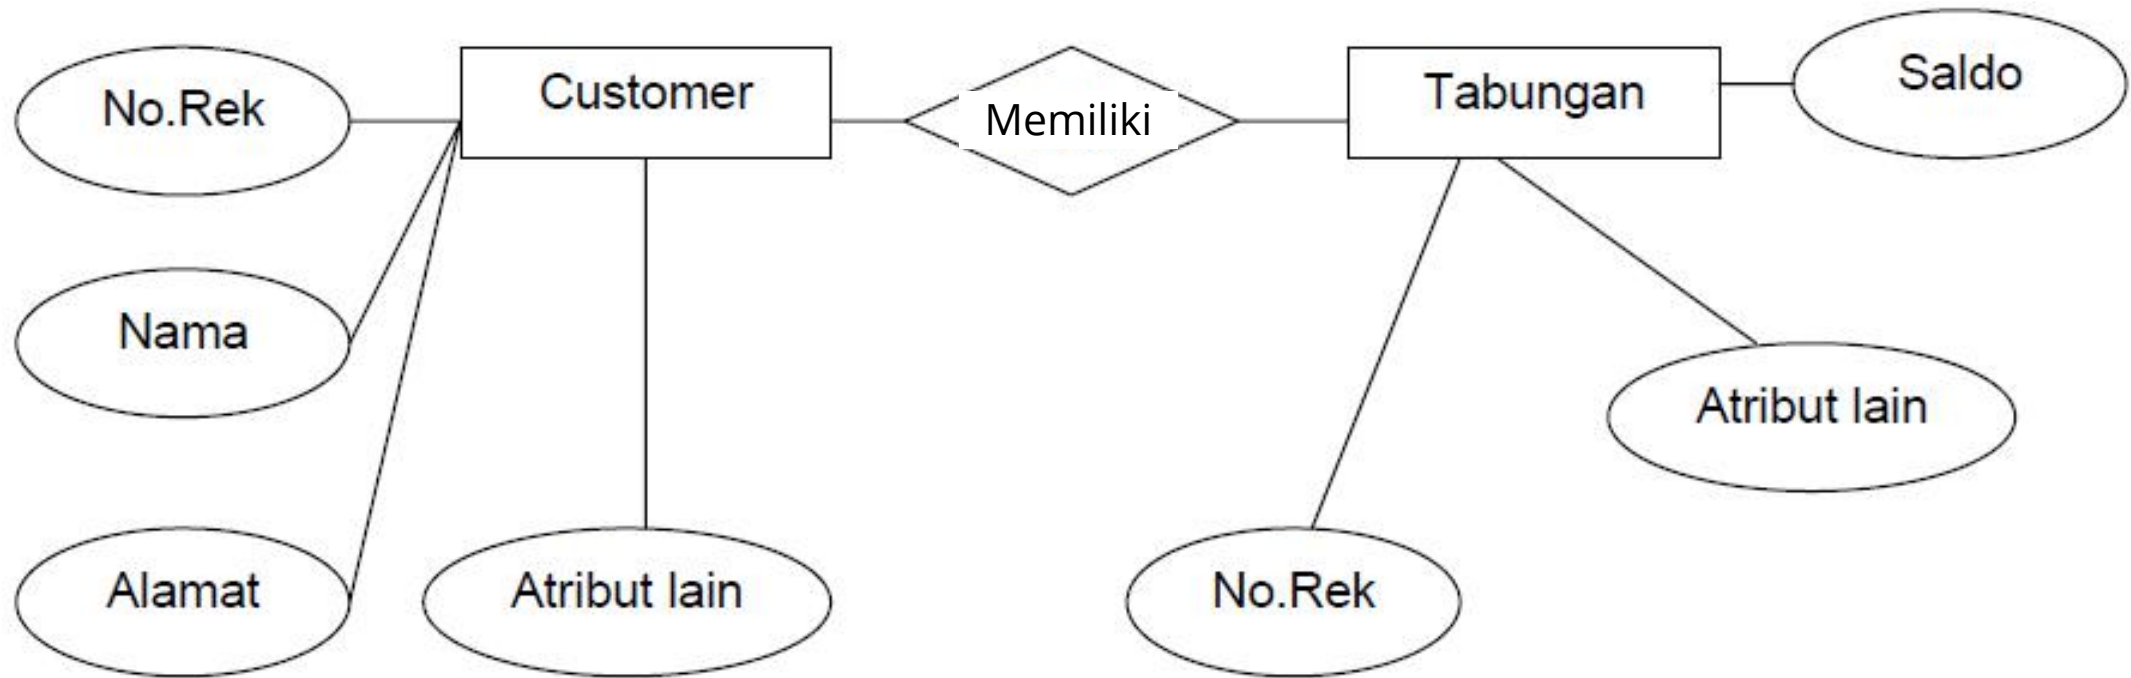 Customer
Memiliki
Tabungan
Saldo
No.Rek
Nama
Alamat
Atribut lain
No.Rek
Atribut lain